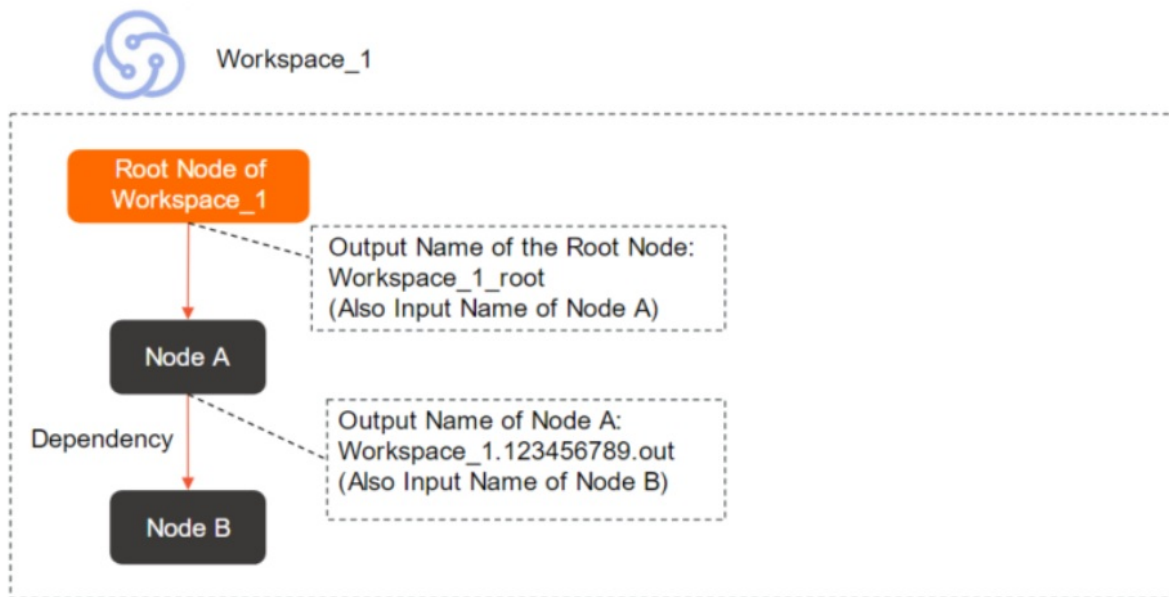 Workspace_1
Root Node of
Workspace_1
Output Name of the Root Node:
Workspace_1_root
(Also Input Name of Node A)
Node A
Dependency
Output Name of Node A:
Workspace_1.123456789.out
(Also Input Name of Node B)
Node B